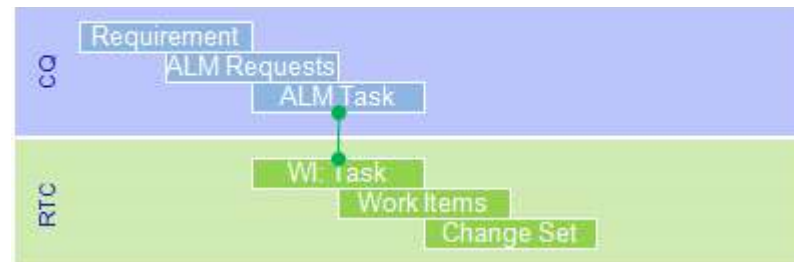 CQ
Requirement
ALM Requests
ALM Task
RTC
WI: Task
Work Items
Change Set